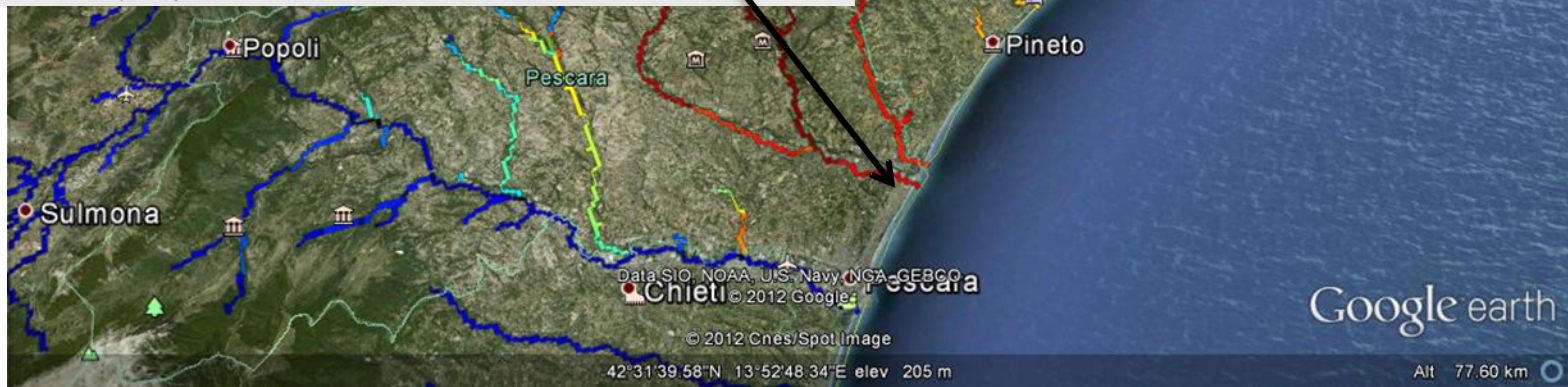 Popoli
Pineto
Pescara
Sulmona
Data SIO, NOAA, U.S. Navy, NGA, GEBCO
Pescara
Chieti
© 2012 Google
Google earth
© 2012 Cnes/Spot Image
42°31'39.58"N 13°52'48.34"E elev 205 m
Alt 77.60 km